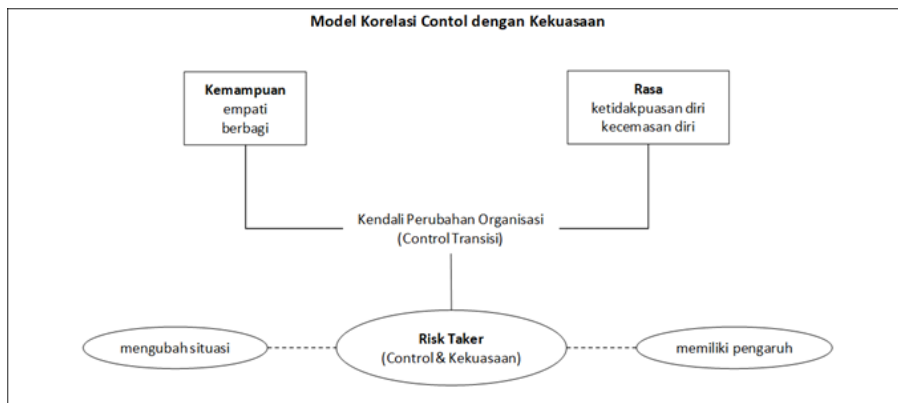 Model Korelasi Contol dengan Kekuasaan
Kemampuan
empati
berbagi
Rasa
ketidakpuasan diri
kecemasan diri
Kendali Perubahan Organisasi
(Control Transisi)
mengubah situasi
Risk Taker
(Control & Kekuasaan)
memiliki pengaruh